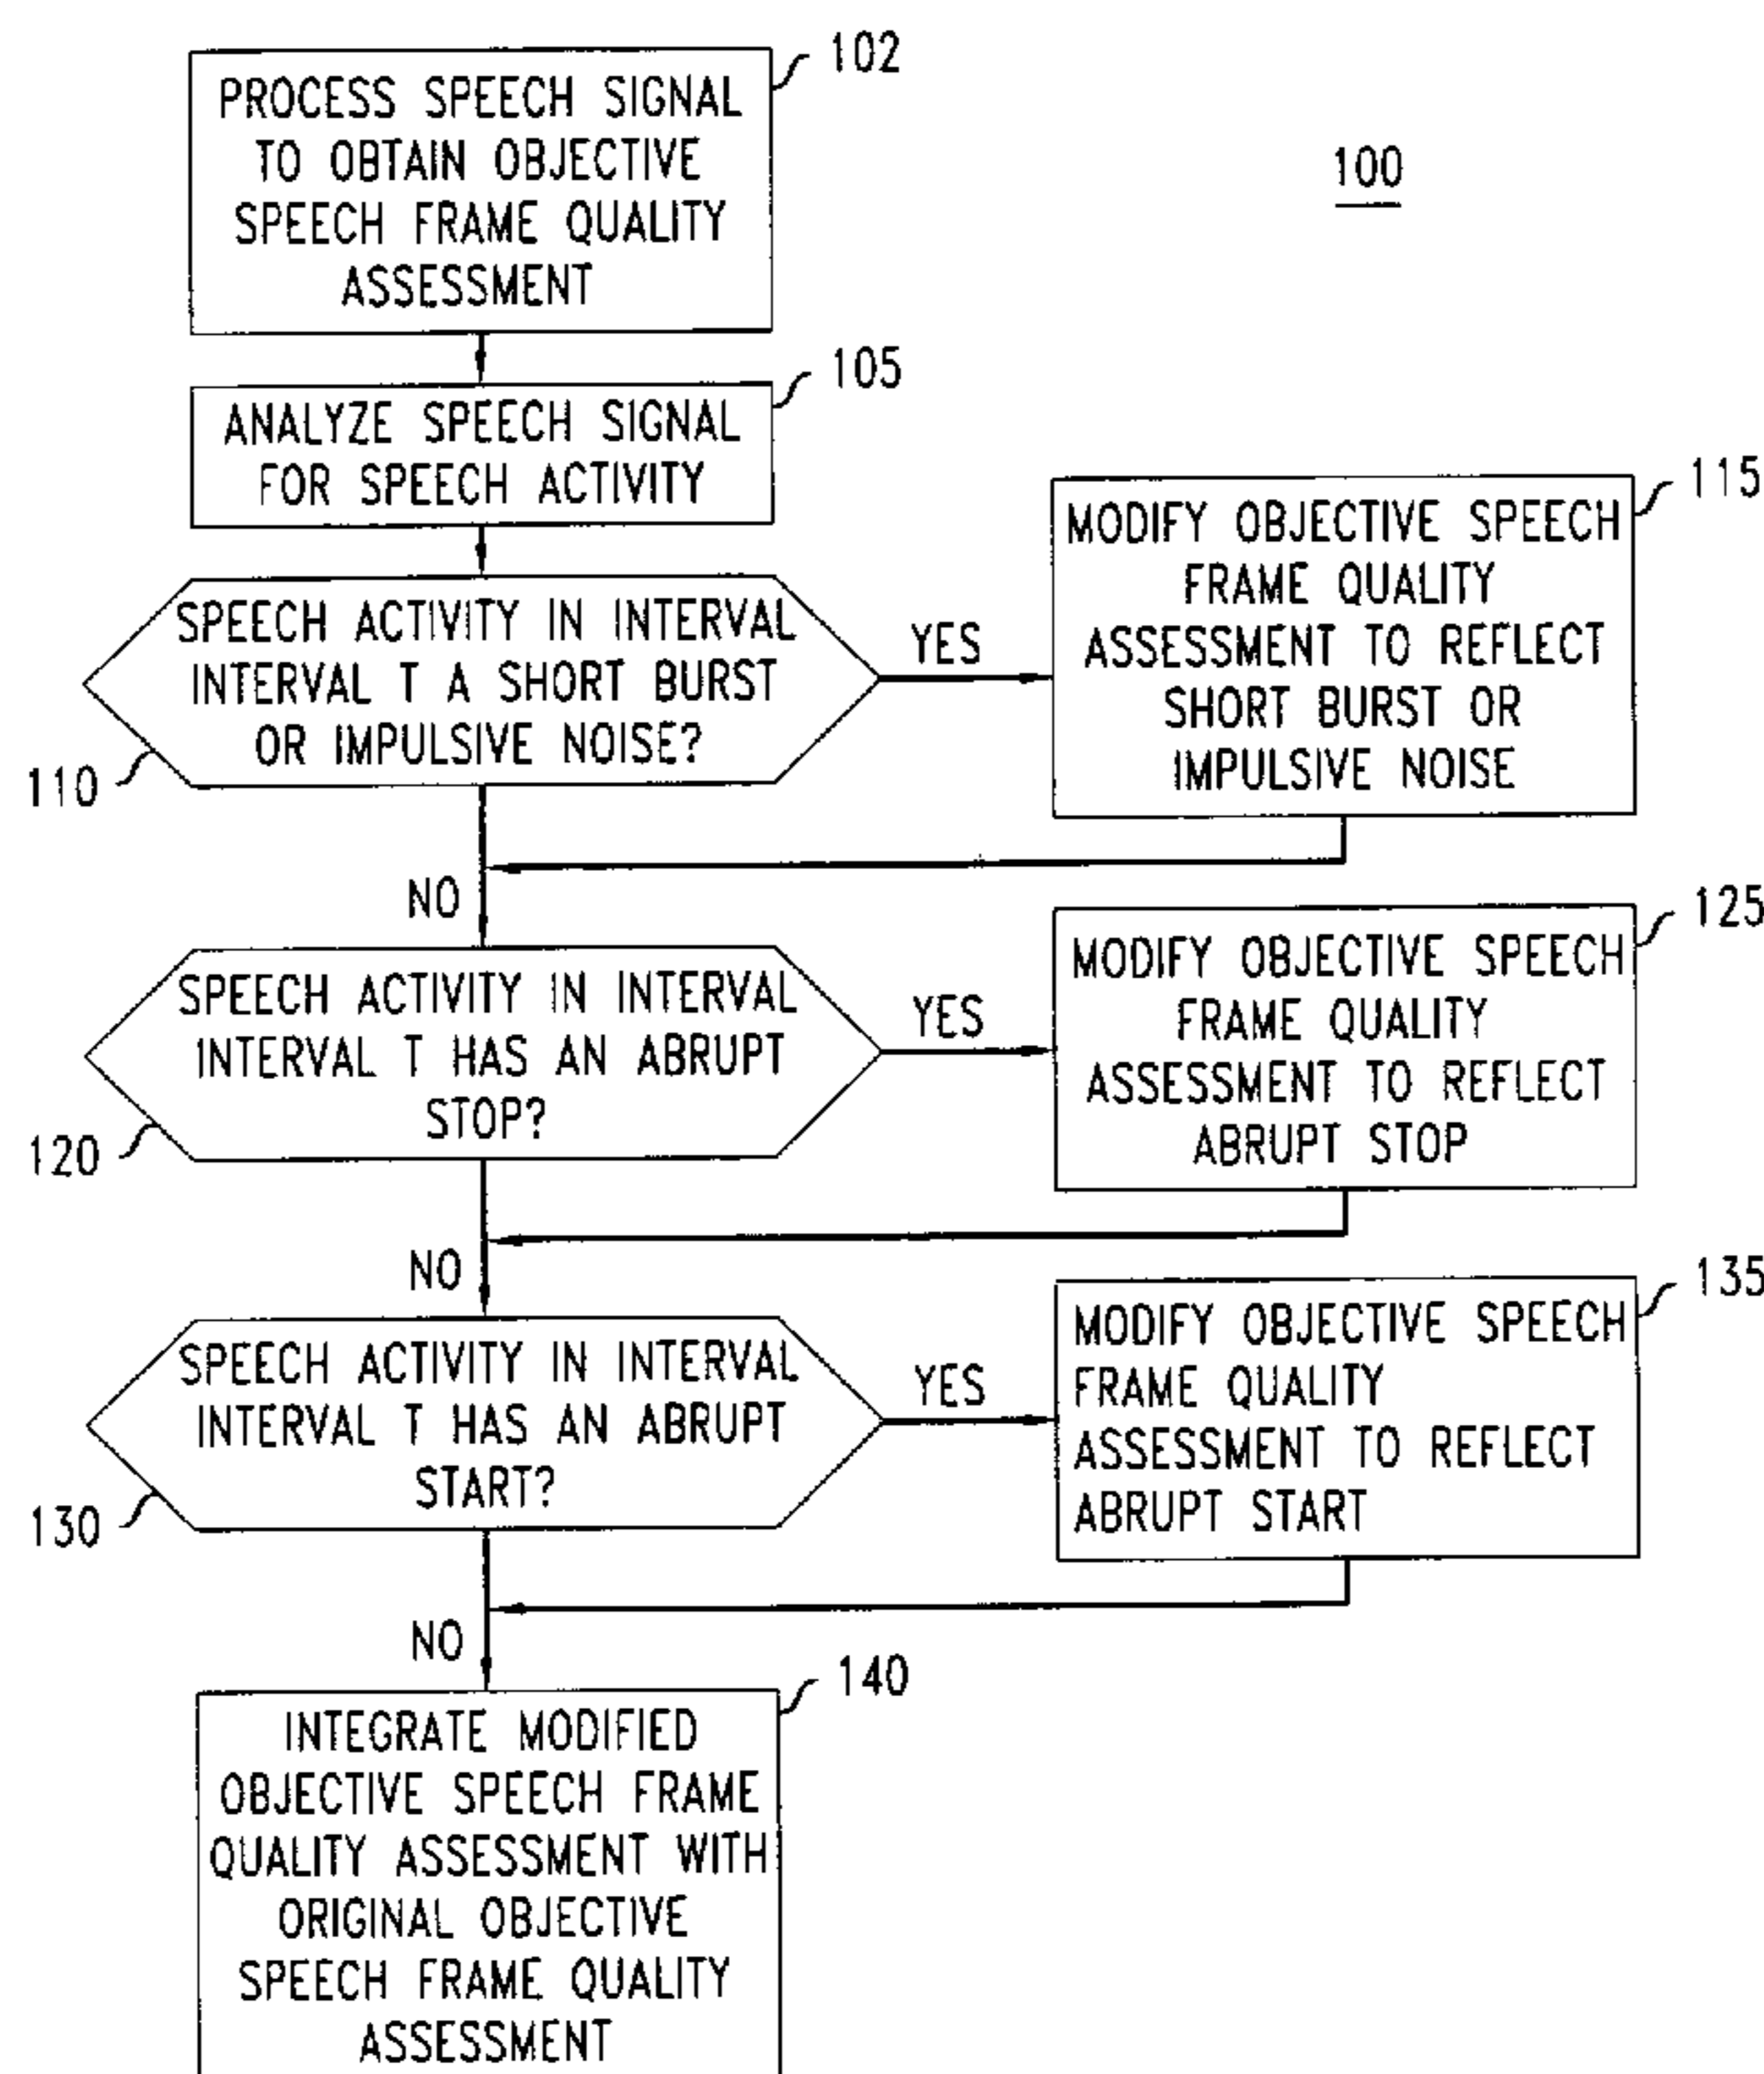 102
PROCESS SPEECH SIGNAL
TO OBTAIN OBJECTIVE
SPEECH FRAME QUALITY
ASSESSMENT
100
105
ANALYZE SPEECH SIGNAL
FOR SPEECH ACTIVITY
115
MODIFY OBJECTIVE SPEECH
FRAME QUALITY
ASSESSMENT TO REFLECT
SHORT BURST OR
IMPULSIVE NOISE
SPEECH ACTIVITY IN INTERVAL
INTERVAL T A SHORT BURST
OR IMPULSIVE NOISE?
YES
110
NO
125
MODIFY OBJECTIVE SPEECH
FRAME QUALITY
ASSESSMENT TO REFLECT
ABRUPT STOP
SPEECH ACTIVITY IN INTERVAL
INTERVAL T HAS AN ABRUPT
STOP?
YES
120
NO
135
MODIFY OBJECTIVE SPEECH
FRAME QUALITY
ASSESSMENT TO REFLECT
ABRUPT START
SPEECH ACTIVITY IN INTERVAL
INTERVAL T HAS AN ABRUPT
START?
YES
130
NO
140
INTEGRATE MODIFIED
OBJECTIVE SPEECH FRAME
QUALITY ASSESSMENT WITH
ORIGINAL OBJECTIVE
SPEECH FRAME QUALITY
ASSESSMENT